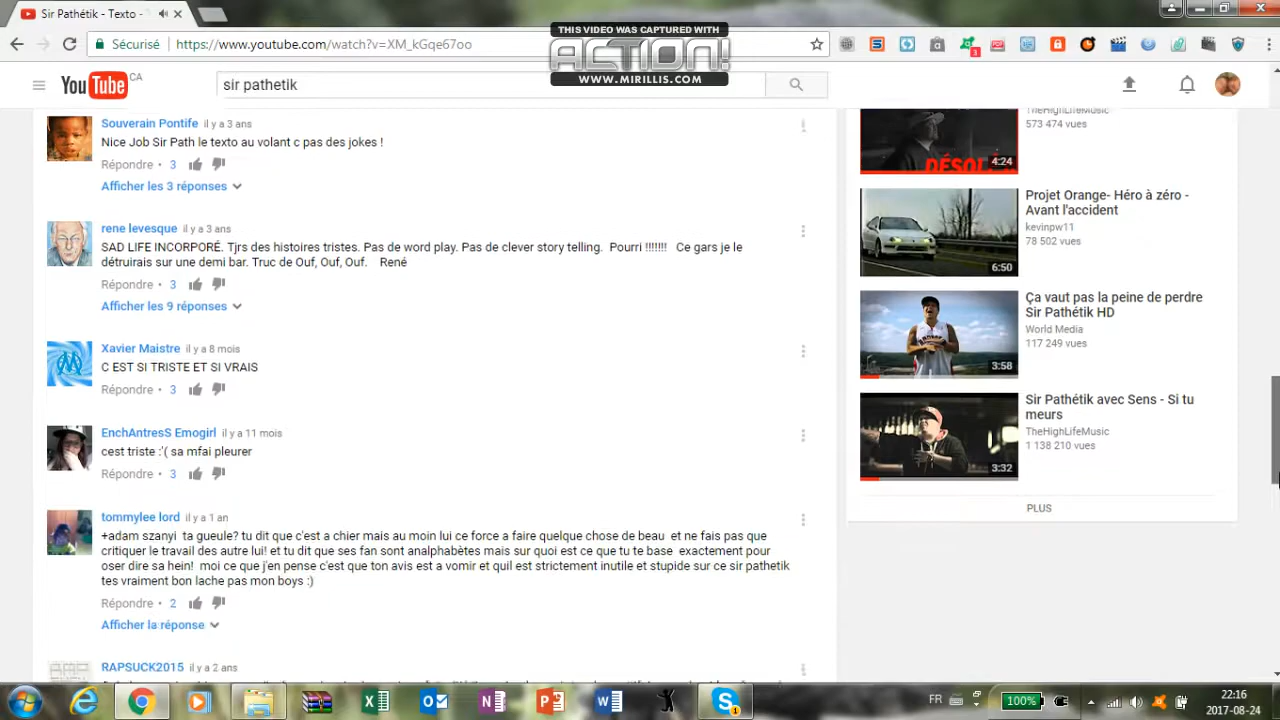 Sir Pathétik - Texto
THIS VIDEO WAS CAPTURED WITH
ACTION!
WWW.MIRILLIS.COM
Sécurisé
https://www.youtube.com/watch?v=XM_kGqe67oo
3
YouTube CA
sir pathetik
Souverain Pontife il y a 3 ans
Nice Job Sir Path le texto au volant c pas des jokes !
Répondre • 3
Afficher les 3 réponses
rene levesque il y a 3 ans
SAD LIFE INCORPORÉ. Tjrs des histoires tristes. Pas de word play. Pas de clever story telling. Pourri !!!!!!! Ce gars je le
détruirais sur une demi bar. Truc de Ouf, Ouf, Ouf. René
Répondre • 3
Afficher les 9 réponses
Xavier Maistre il y a 8 mois
C EST SI TRISTE ET SI VRAIS
Répondre • 3
EnchAntresS Emogirl il y a 11 mois
cest triste :'( sa mfai pleurer
Répondre • 3
tommylee lord il y a 1 an
+adam szanyi ta gueule? tu dit que c'est a chier mais au moin lui ce force a faire quelque chose de beau et ne fais pas que
critiquer le travail des autre lui! et tu dit que ses fan sont analphabètes mais sur quoi est ce que tu te base exactement pour
oser dire sa hein! moi ce que j'en pense c'est que ton avis est a vomir et quil est strictement inutile et stupide sur ce sir pathetik
tes vraiment bon lache pas mon boys :)
Répondre • 2
Afficher la réponse
RAPSUCK2015 il y a 2 ans
TheHighLifeMusic
573 474 vues
DÉSOL
4:24
Projet Orange- Héro à zéro -
Avant l'accident
kevinpw11
78 502 vues
6:50
Ça vaut pas la peine de perdre
Sir Pathétik HD
World Media
117 249 vues
3:58
Sir Pathétik avec Sens - Si tu
meurs
TheHighLifeMusic
1 138 210 vues
3:32
PLUS
FR
100%
22:16
2017-08-24